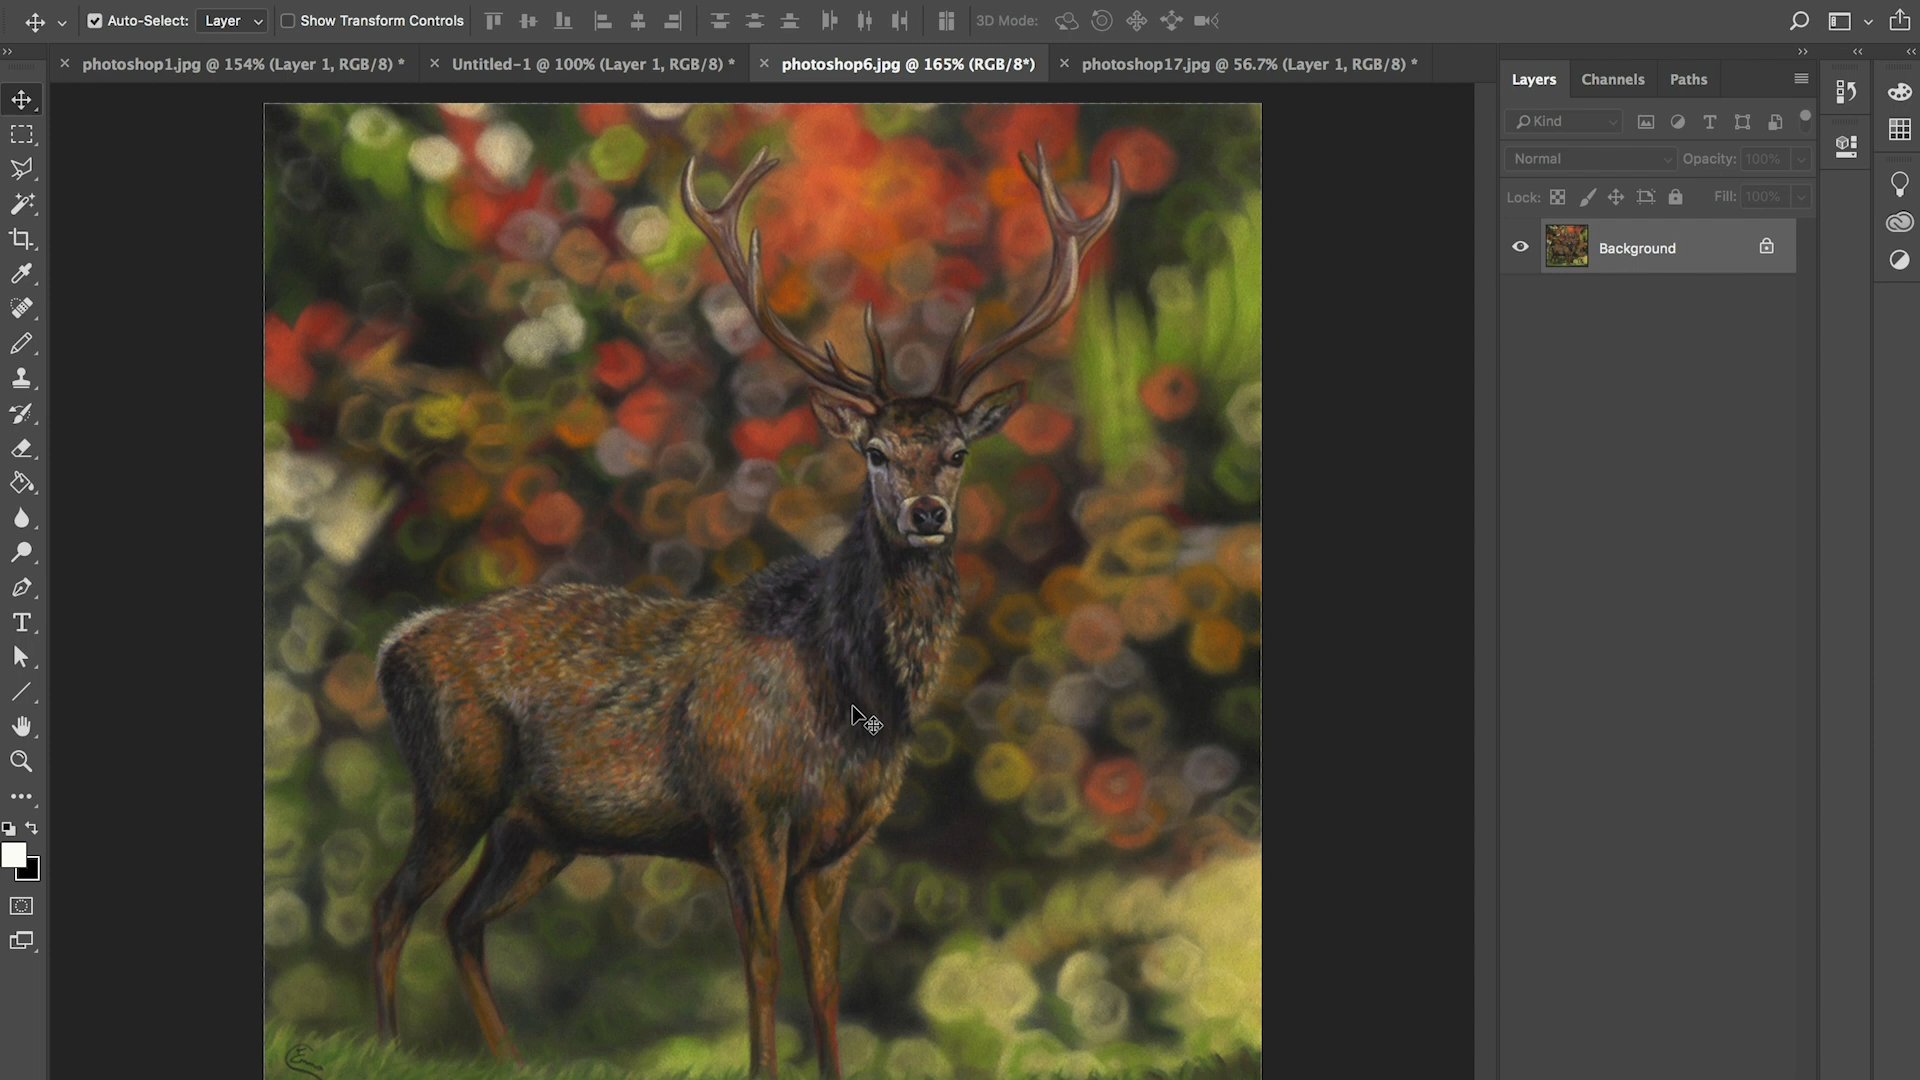 Auto-Select: Layer Show Transform Controls 3D Mode:
photoshop1.jpg @ 154% (Layer 1, RGB/8) *
Untitled-1 @ 100% (Layer 1, RGB/8) *
photoshop6.jpg @ 165% (RGB/8*)
photoshop17.jpg @ 56.7% (Layer 1, RGB/8) *
Layers Channels Paths
Kind
Normal Opacity: 100%
Lock: Fill: 100%
Background